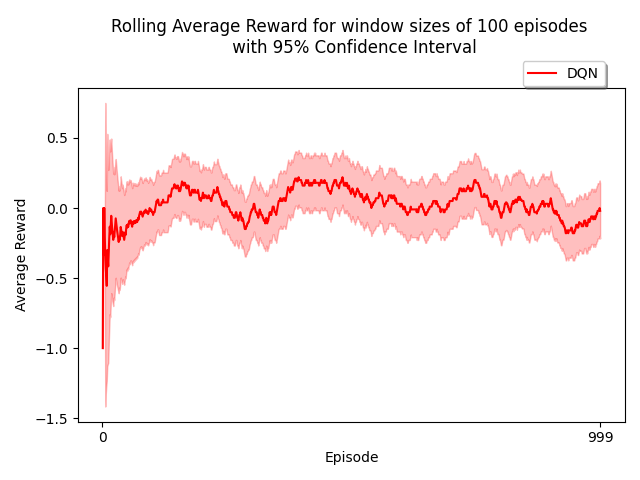 Rolling Average Reward for window sizes of 100 episodes
with 95% Confidence Interval
DQN
Average Reward
0.5
0.0
−0.5
−1.0
−1.5
0
999
Episode